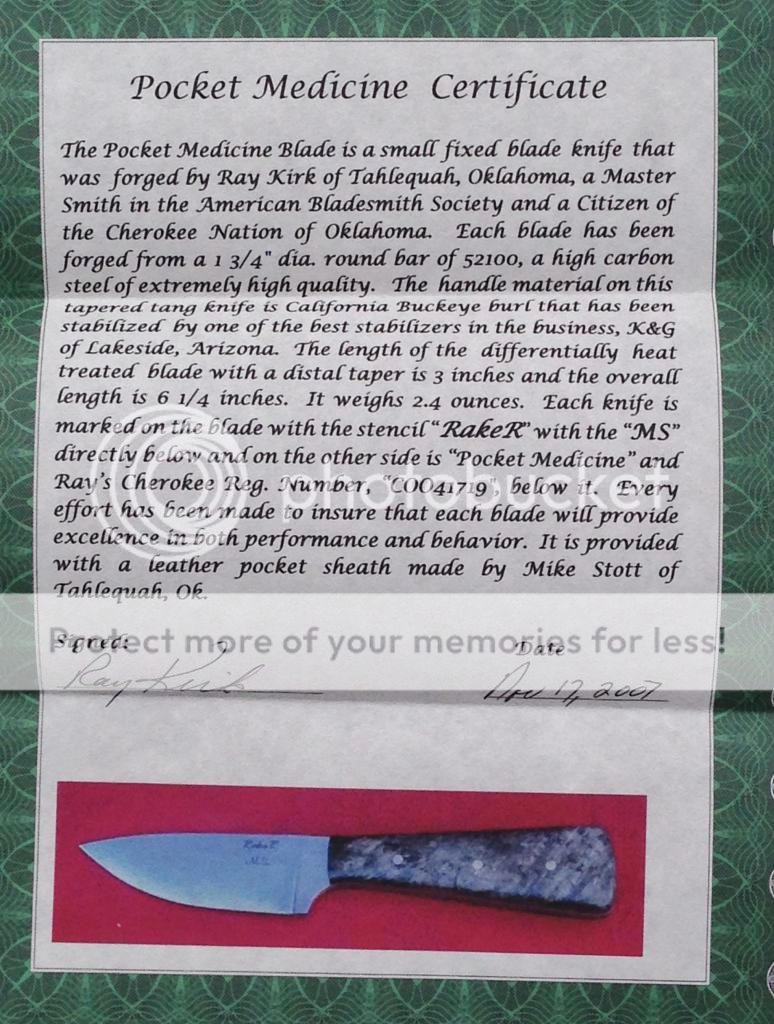 Pocket Medicine Certificate
The Pocket Medicine Blade is a small fixed blade knife that
was forged by Ray Kirk of Tahlequah, Oklahoma, a Master
Smith in the American Bladesmith Society and a Citizen of
the Cherokee Nation of Oklahoma. Each blade has been
forged from a 1 3/4" dia. round bar of 52100, a high carbon
steel of extremely high quality. The handle material on this
tapered tang knife is California Buckeye burl that has been
stabilized by one of the best stabilizers in the business, K&G
of Lakeside, Arizona. The length of the differentially heat
treated blade with a distal taper is 3 inches and the overall
length is 6 1/4 inches. It weighs 2.4 ounces. Each knife is
marked on the blade with the stencil "RakeR" with the "MS"
directly below and on the other side is "Pocket Medicine" and
Ray's Cherokee Reg. Number, "C0041719", below it. Every
effort has been made to insure that each blade will provide
excellence in both performance and behavior. It is provided
with a leather pocket sheath made by Mike Stott of
Tahlequah, Ok.
photobucket
Protect more of your memories for less!
Signed: Date
Ray Kirk Nov 17, 2007
RakeR
MS